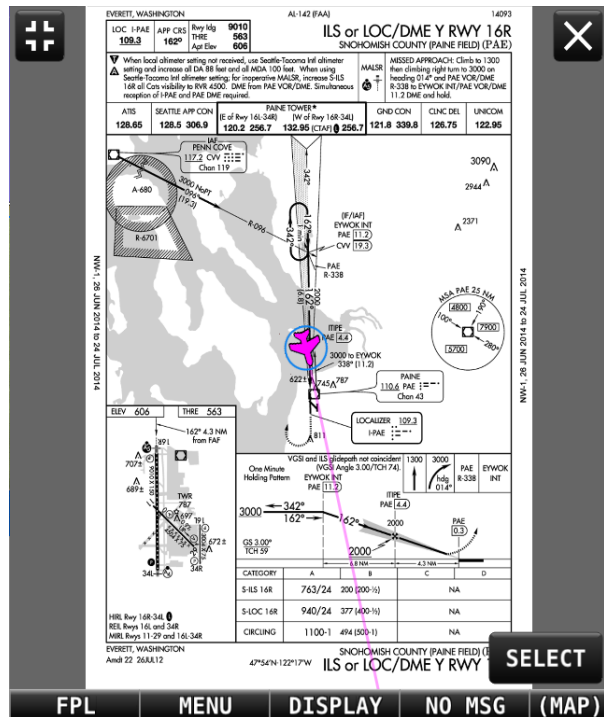 EVERETT, WASHINGTON
AL-142 (FAA)
14093
LOC I-PAE
109.3
APP CRS
162°
Rwy ldg 9010
THRE 563
Apt Elev 606
ILS or LOC/DME Y RWY 16R
SNOHOMISH COUNTY (PAINE FIELD) (PAE)
When local altimeter setting not received, use Seattle-Tacoma Intl altimeter
setting and increase all DA 88 feet and all MDA 100 feet. When using
Seattle-Tacoma Intl altimeter setting; for inoperative MALSR, increase S-ILS
16R all Cats visibility to RVR 4500. DME from PAE VOR/DME. Simultaneous
reception of I-PAE and PAE DME required.
MALSR
MISSED APPROACH: Climb to 1300
then climbing right turn to 3000 on
heading 014° and PAE VOR/DME
R-338 to EYWOK INT/PAE VOR/DME
11.2 DME and hold.
ATIS
128.65
SEATTLE APP CON
128.5 306.9
PAINE TOWER★
(E of Rwy 16L-34R)
120.2 256.7
(W of Rwy 16R-34L)
132.95 (CTAF) 256.7
GND CON
121.8 339.8
CLNC DEL
126.75
UNICOM
122.95
IAF
PENN COVE
117.2 CVV
Chan 119
3000 NoPT
096°
(19.3)
R-096
A-680
R-6701
342°
162°
342°
1 min
(IF/IAF)
EYWOK INT
PAE 11.2
CVV 19.3
PAE
R-338
3090
2944
2371
2000
162°
(6.8)
ITIPE
PAE 4.4
3000 to EYWOK
338° (11.2)
MSA PAE 25 NM
4800
190°
100°
7900
280°
5700
622±
745
787
PAINE
110.6 PAE
Chan 43
LOCALIZER 109.3
I-PAE
811
NW-1, 26 JUN 2014 to 24 JUL 2014
NW-1, 26 JUN 2014 to 24 JUL 2014
ELEV 606
THRE 563
162° 4.3 NM
from FAF
16R
707±
689±
9010 X 150
TWR
787
697
16L
672±
34L
34R
HIRL Rwy 16R-34L
REIL Rwys 16L and 34R
MIRL Rwys 11-29 and 16L-34R
One Minute
Holding Pattern
VGSI and ILS glidepath not coincident
(VGSI Angle 3.00/TCH 74).
EYWOK INT
PAE 11.2
1300
3000
hdg
014°
PAE
R-338
EYWOK
INT
ITIPE
PAE 4.4
3000
342°
162°
162°
2000
2000
PAE
0.3
GS 3.00°
TCH 59
6.8 NM
4.3 NM
CATEGORY A B C D
S-ILS 16R 763/24 200 (200-½) NA
S-LOC 16R 940/24 377 (400-½) NA
CIRCLING 1100-1 494 (500-1) NA
EVERETT, WASHINGTON
Amdt 22 26JUL12
47°54'N-122°17'W
SNOHOMISH COUNTY (PAINE FIELD)
ILS or LOC/DME Y RWY
SELECT
FPL MENU DISPLAY NO MSG (MAP)